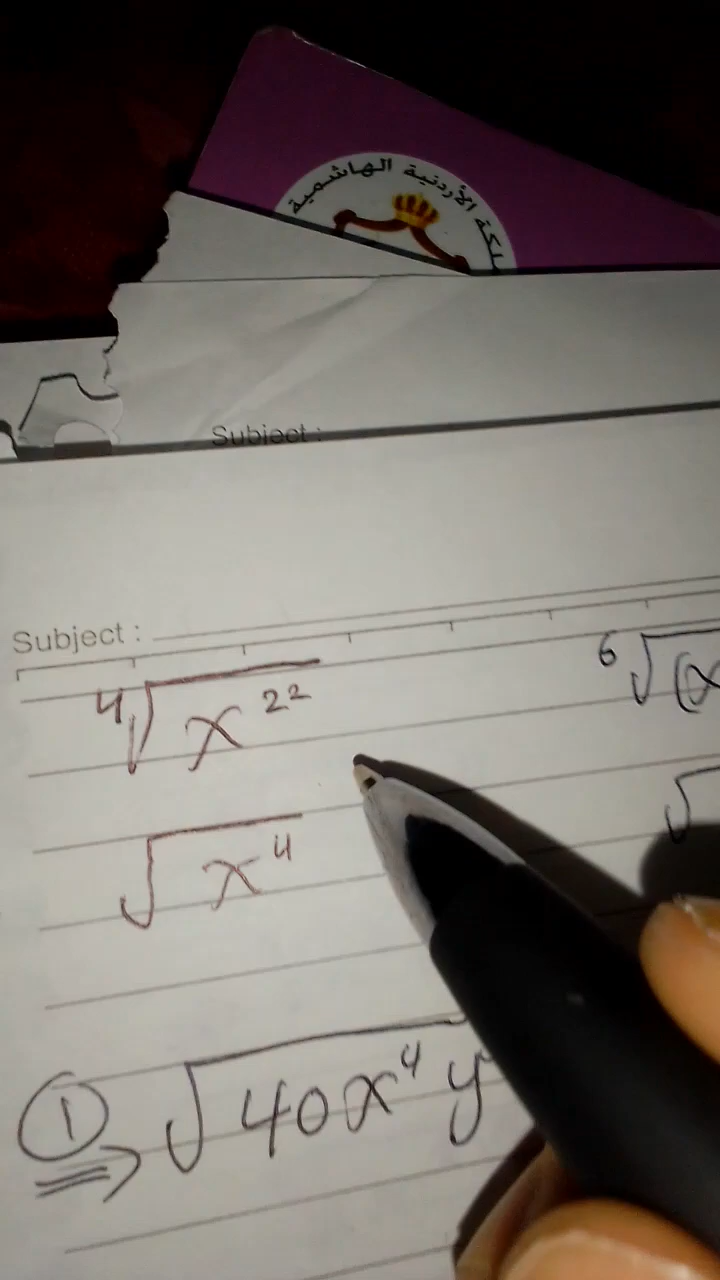 المملكة الأردنية الهاشمية
Subject :
Subject :
⁴√x²² ⁶√(x
√x⁴ √
① ⇒ √40x⁴y